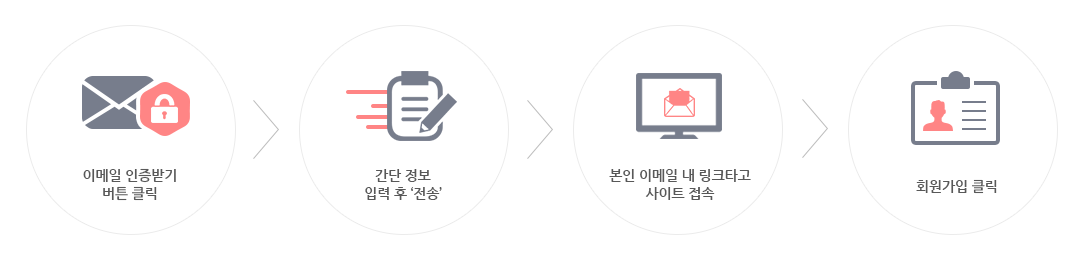 이메일 인증받기
버튼 클릭
간단 정보
입력 후 ‘전송’
본인 이메일 내 링크타고
사이트 접속
회원가입 클릭